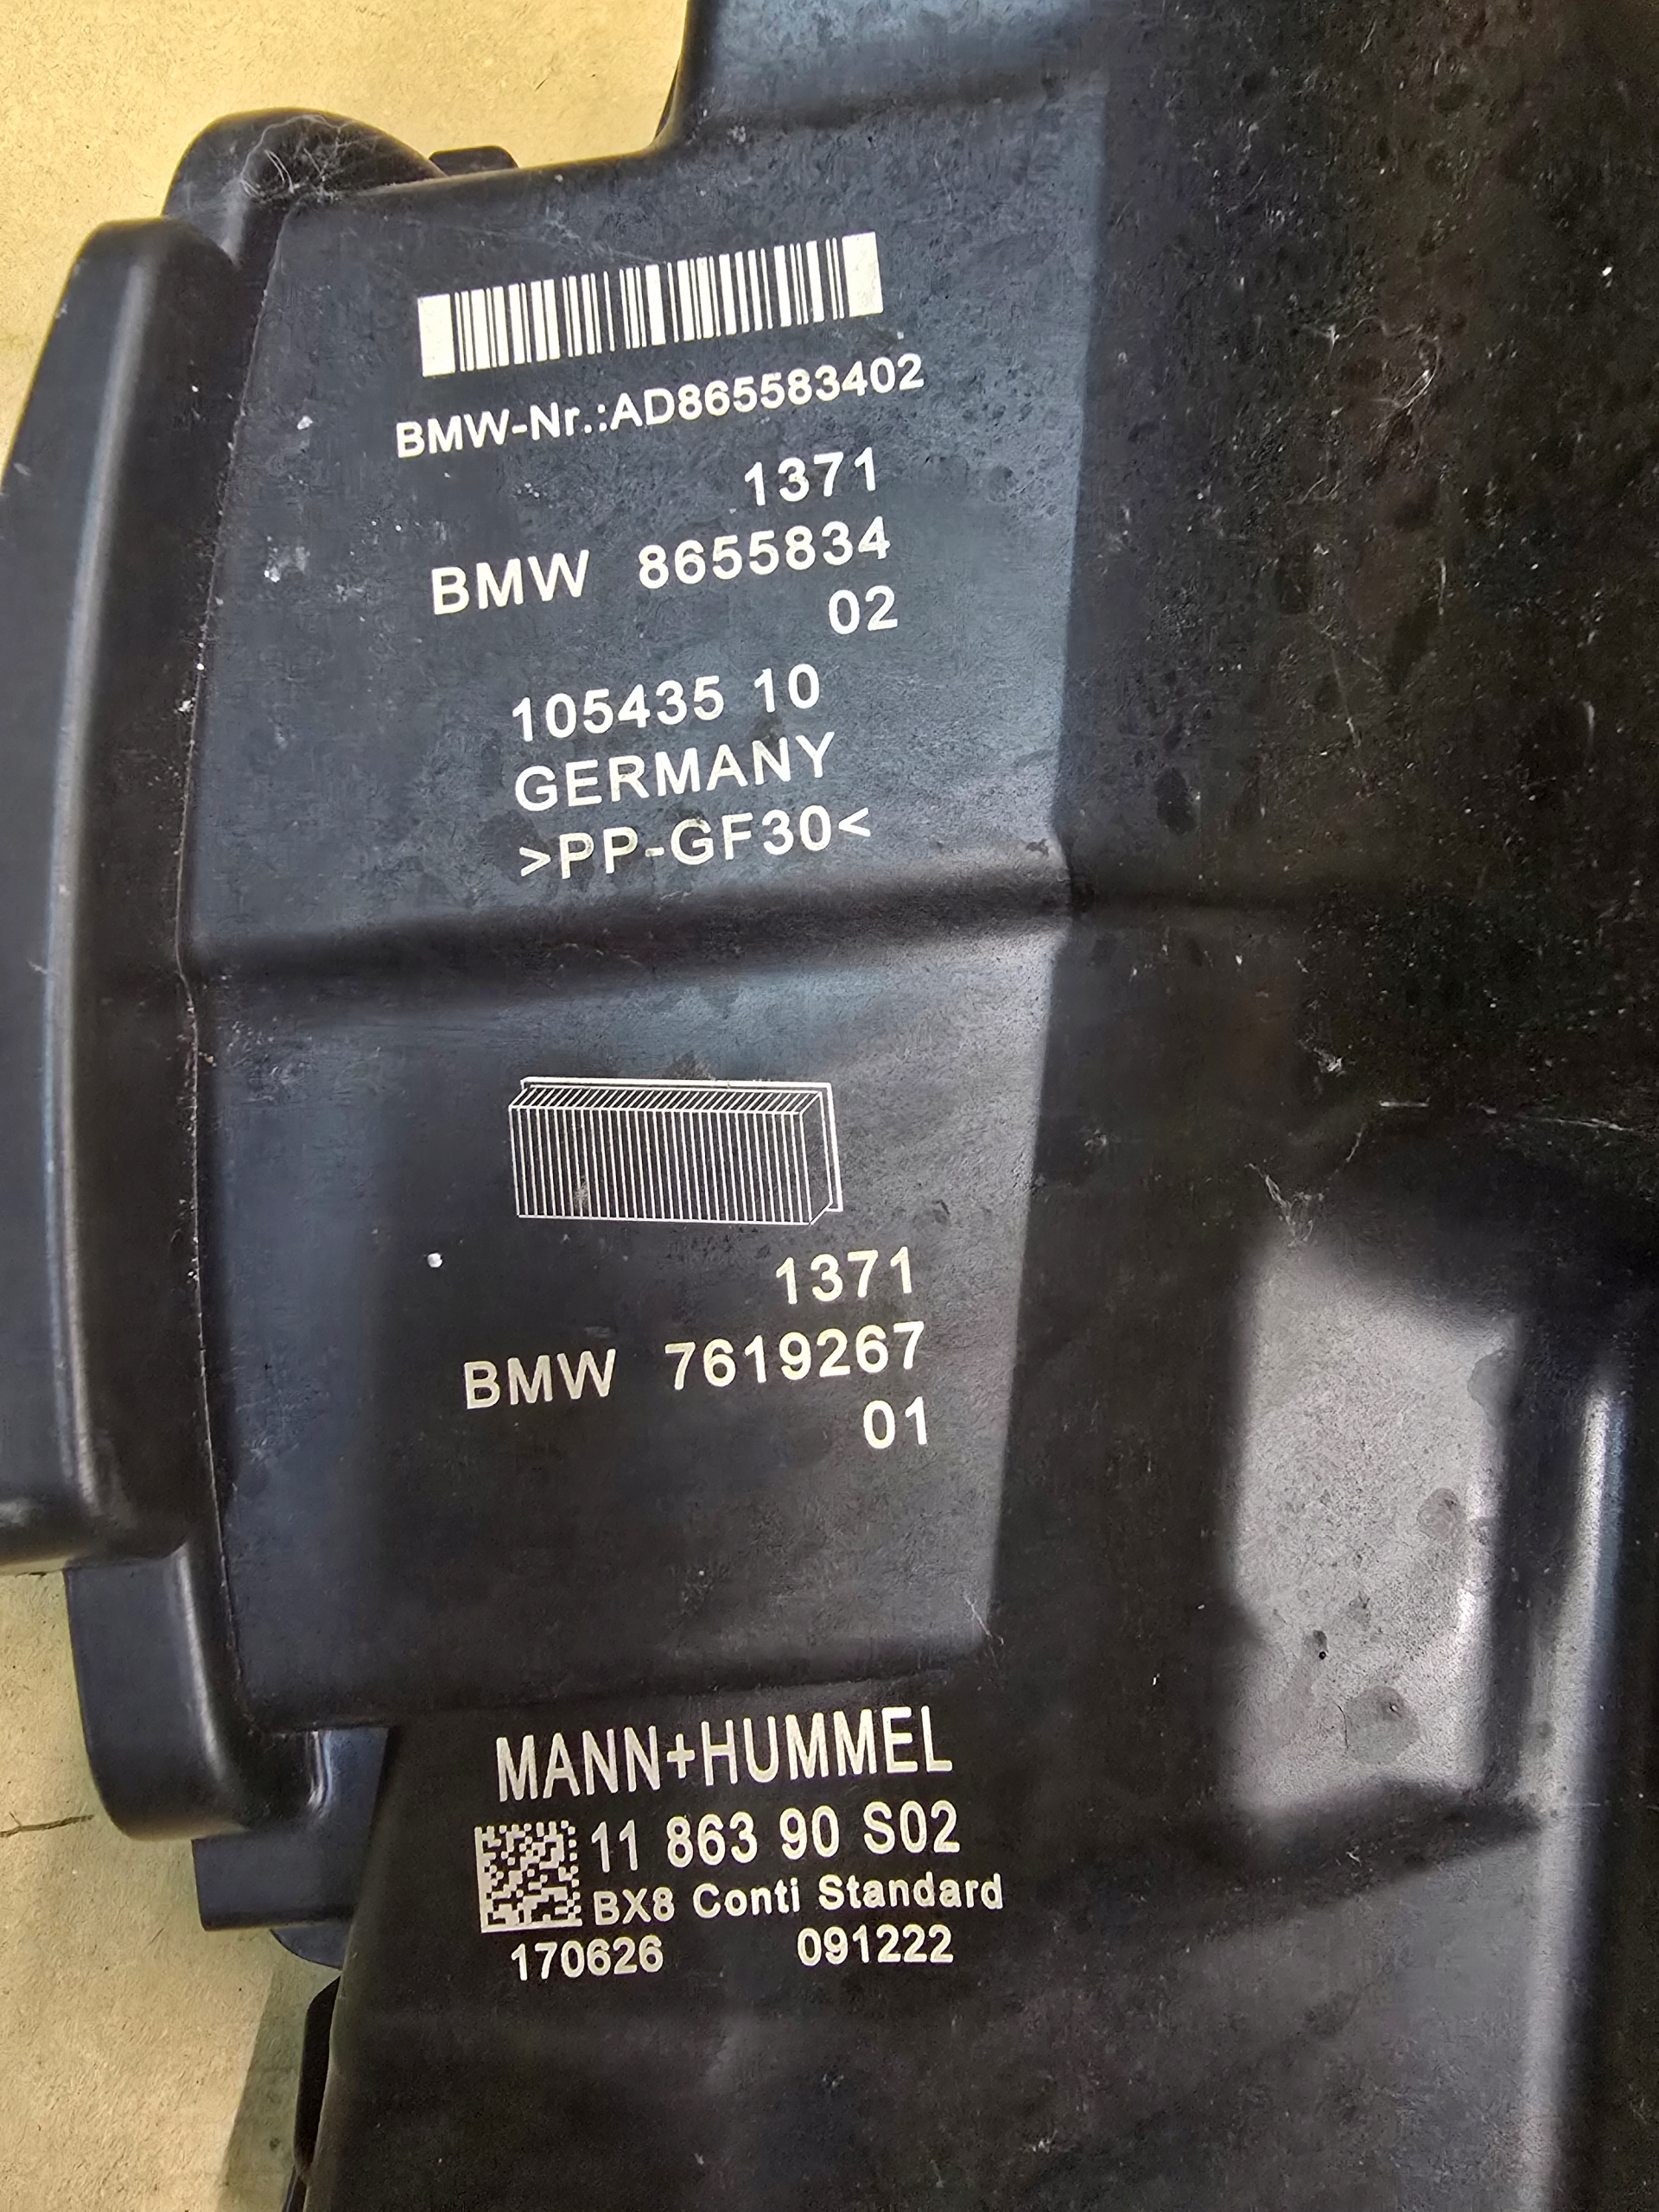 BMW-Nr.:AD865583402
1371
BMW 8655834
02
105435 10
GERMANY
>PP-GF30<
1371
BMW 7619267
01
MANN+HUMMEL
11 863 90 S02
BX8 Conti Standard
170626 091222